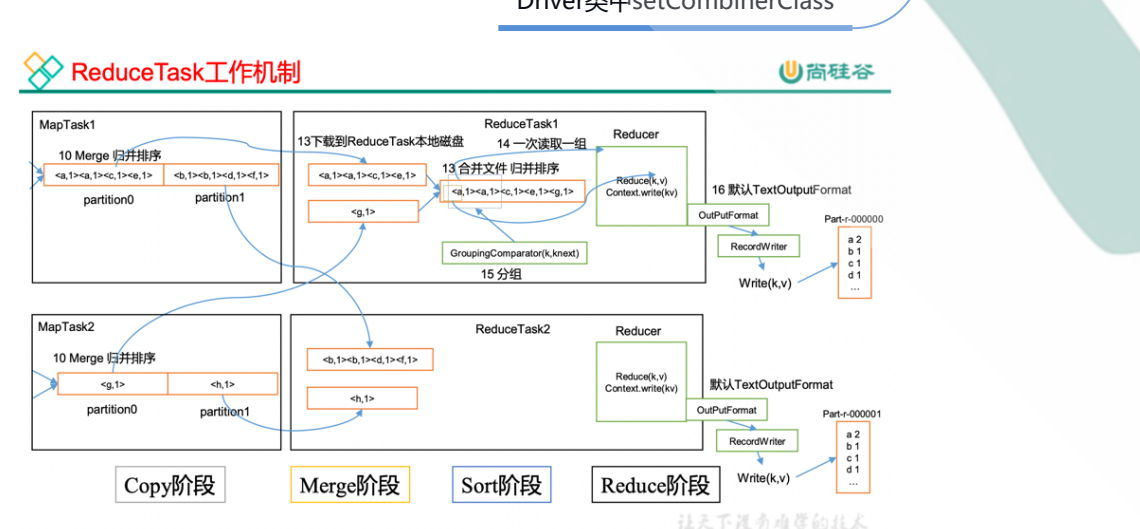 Driver类中setCombinerClass
ReduceTask工作机制
尚硅谷
MapTask1
10 Merge 归并排序
<a,1><a,1><c,1><e,1>
<b,1><b,1><d,1><f,1>
partition0
partition1
ReduceTask1
13下载到ReduceTask本地磁盘
14 一次读取一组
<a,1><a,1><c,1><e,1>
<g,1>
13 合并文件 归并排序
<a,1><a,1><c,1><e,1><g,1>
GroupingComparator(k,knext)
15 分组
Reducer
Reduce(k,v)
Context.write(kv)
16 默认TextOutputFormat
OutPutFormat
RecordWriter
Write(k,v)
Part-r-000000
a 2
b 1
c 1
d 1
...
MapTask2
10 Merge 归并排序
<g,1>
<h,1>
partition0
partition1
ReduceTask2
<b,1><b,1><d,1><f,1>
<h,1>
Reducer
Reduce(k,v)
Context.write(kv)
默认TextOutputFormat
OutPutFormat
RecordWriter
Write(k,v)
Part-r-000001
a 2
b 1
c 1
d 1
...
Copy阶段
Merge阶段
Sort阶段
Reduce阶段
让天下没有难学的技术